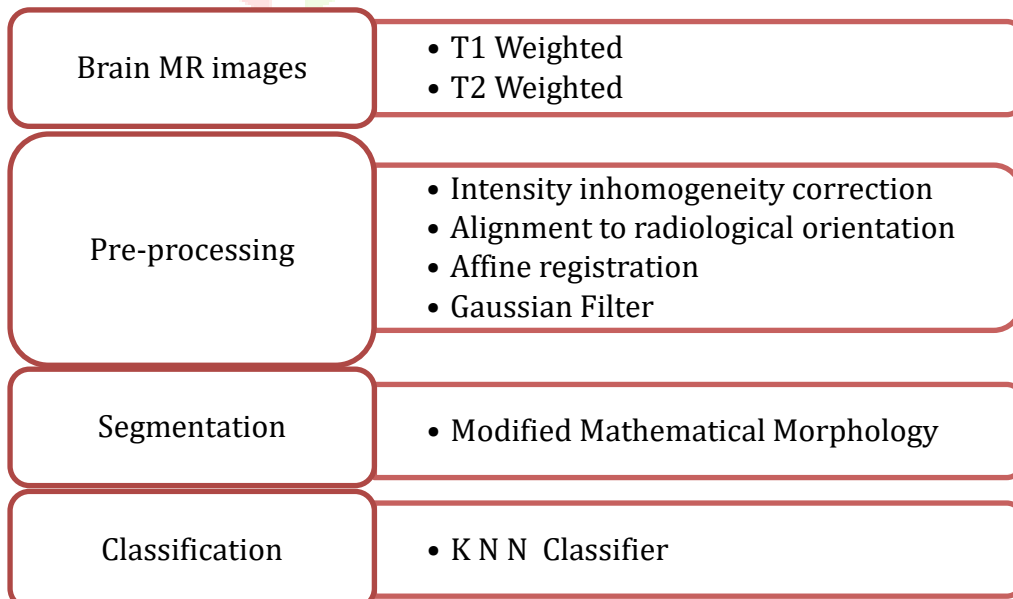 Brain MR images
• T1 Weighted
• T2 Weighted
Pre-processing
• Intensity inhomogeneity correction
• Alignment to radiological orientation
• Affine registration
• Gaussian Filter
Segmentation
• Modified Mathematical Morphology
Classification
• K N N Classifier